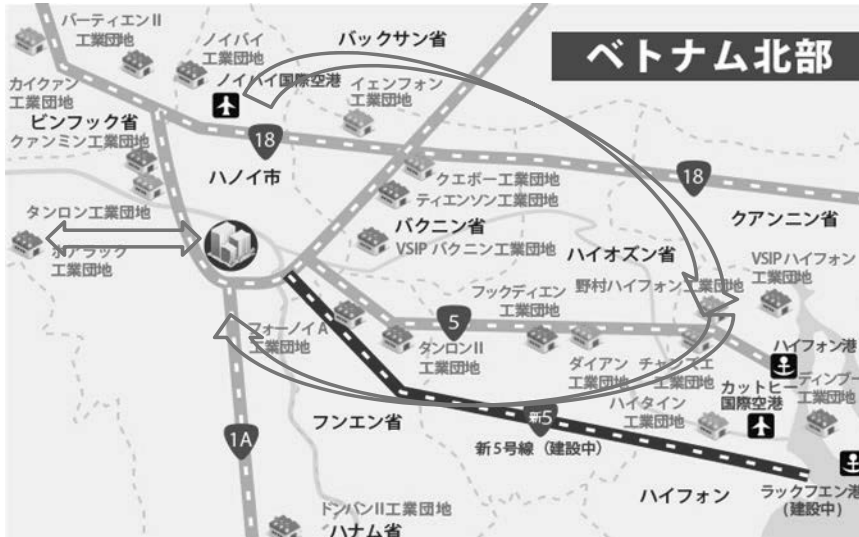 バーティエンⅡ
工業団地
ノイバイ
工業団地
バックサン省
ベトナム北部
カイクァン
工業団地
ノイバイ国際空港
イェンフォン
工業団地
ビンフック省
クァンミン工業団地
18
ハノイ市
クエボー工業団地
ティエンソン工業団地
18
タンロン工業団地
バクニン省
VSIP バクニン工業団地
クアンニン省
ホアラック
工業団地
ハイオズン省
VSIP ハイフォン
工業団地
野村ハイフォン工業団地
フックディエン
工業団地
フォーノイA
工業団地
5
タンロンⅡ
工業団地
ダイアン
工業団地
チャンズエ
工業団地
ハイフォン港
カットビー
国際空港
ディンブー
工業団地
ハイタイン
工業団地
フンエン省
新5
新5号線（建設中）
1A
ハイフォン
ラックフエン港
(建設中)
ドンバンⅡ工業団地
ハナム省